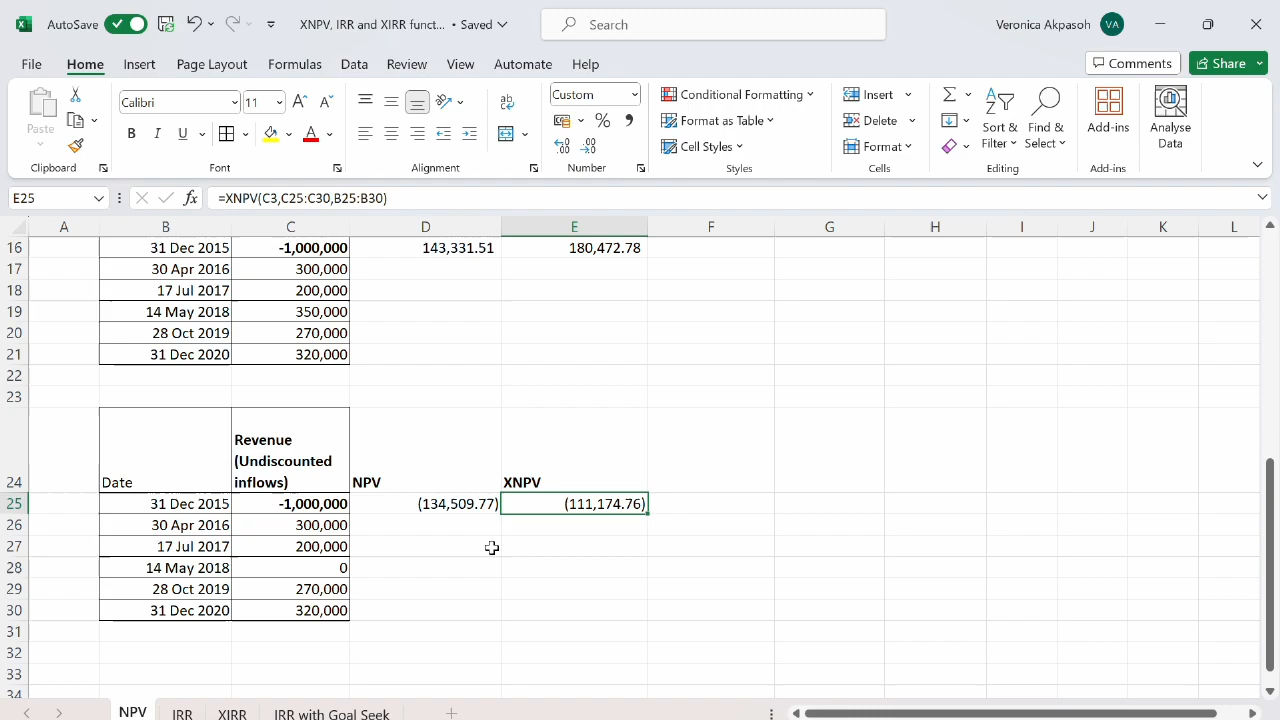 AutoSave XNPV, IRR and XIRR funct... • Saved Search Veronica Akpasoh VA
File Home Insert Page Layout Formulas Data Review View Automate Help Comments Share
Paste Calibri 11 Custom Conditional Formatting Insert Sort & Filter Find & Select Add-ins Analyse Data
B I U % , Format as Table Delete
Cell Styles Format
Clipboard Font Alignment Number Styles Cells Editing Add-ins
E25 fx =XNPV(C3,C25:C30,B25:B30)
A B C D E F G H I J K L
16 31 Dec 2015 -1,000,000 143,331.51 180,472.78
17 30 Apr 2016 300,000
18 17 Jul 2017 200,000
19 14 May 2018 350,000
20 28 Oct 2019 270,000
21 31 Dec 2020 320,000
22
23
Revenue
(Undiscounted
24 Date inflows) NPV XNPV
25 31 Dec 2015 -1,000,000 (134,509.77) (111,174.76)
26 30 Apr 2016 300,000
27 17 Jul 2017 200,000
28 14 May 2018 0
29 28 Oct 2019 270,000
30 31 Dec 2020 320,000
31
32
33
34
NPV IRR XIRR IRR with Goal Seek